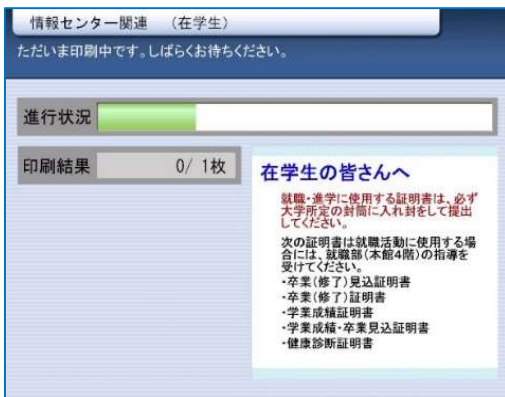 情報センター関連　（在学生）
ただいま印刷中です。しばらくお待ちください。
進行状況
印刷結果　0/ 1枚
在学生の皆さんへ
就職・進学に使用する証明書は、必ず
大学所定の封筒に入れ封をして提出
してください。
次の証明書は就職活動に使用する場
合には、就職部（本館4階）の指導を
受けてください。
・卒業（修了）見込証明書
・卒業（修了）証明書
・学業成績証明書
・学業成績・卒業見込証明書
・健康診断証明書